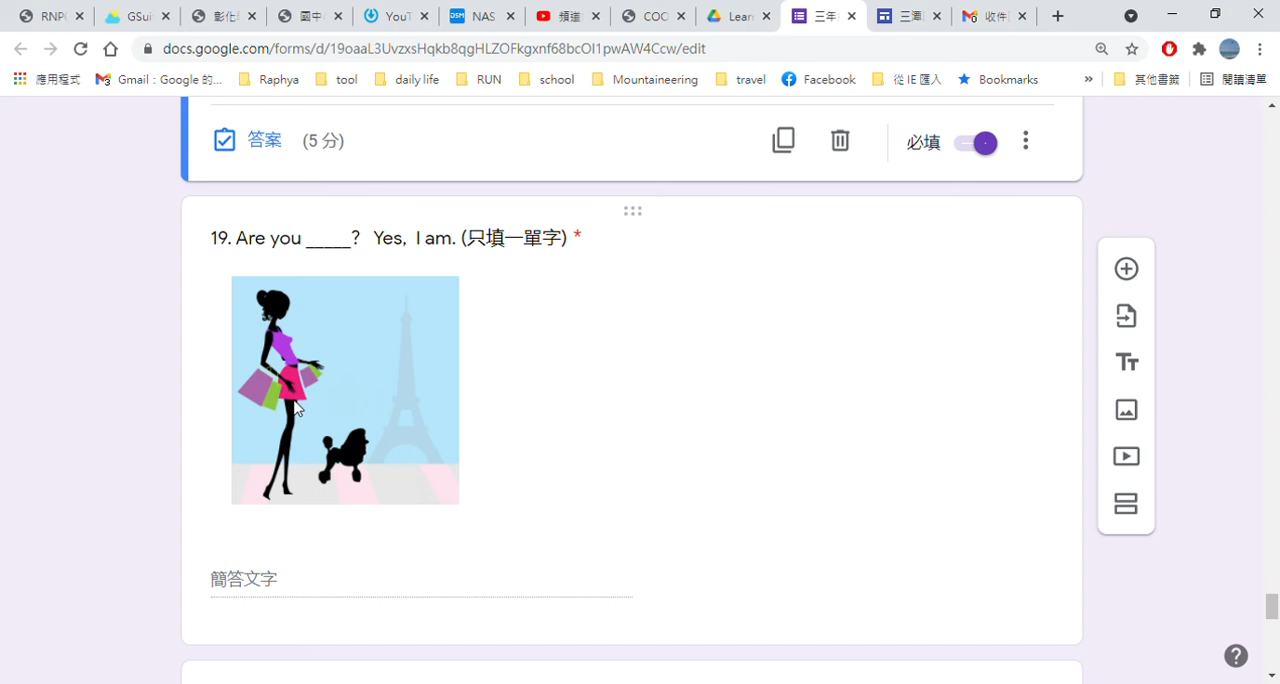 RNPC
GSui
彰化
國中
YouT
NAS
頻道
COC
Lear
三年
三潭
收件
docs.google.com/forms/d/19oaaL3UvzxsHqkb8qgHLZOFkgxnf68bcOI1pwAW4Ccw/edit
應用程式
Gmail：Google 的...
Raphya
tool
daily life
RUN
school
Mountaineering
travel
Facebook
從 IE 匯入
Bookmarks
»
其他書籤
閱讀清單
答案 (5 分)
必填
19. Are you _____? Yes, I am. (只填一單字) *
簡答文字